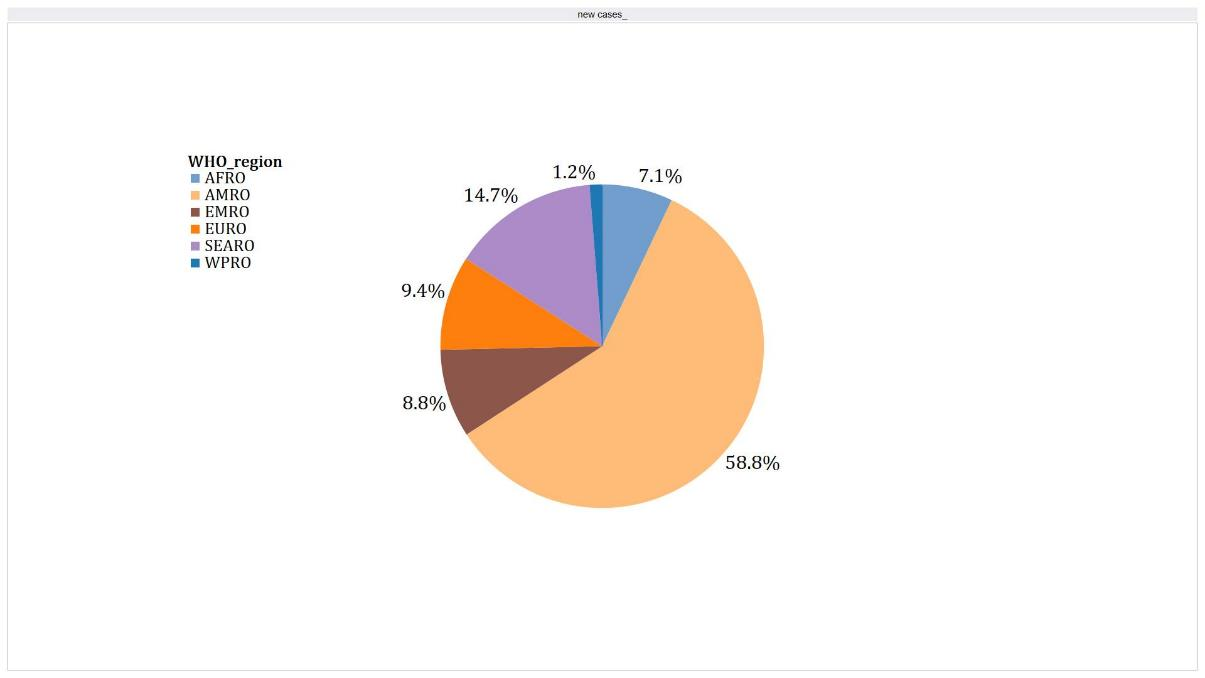 new cases_
WHO_region
AFRO
AMRO
EMRO
EURO
SEARO
WPRO
1.2%
7.1%
14.7%
9.4%
8.8%
58.8%